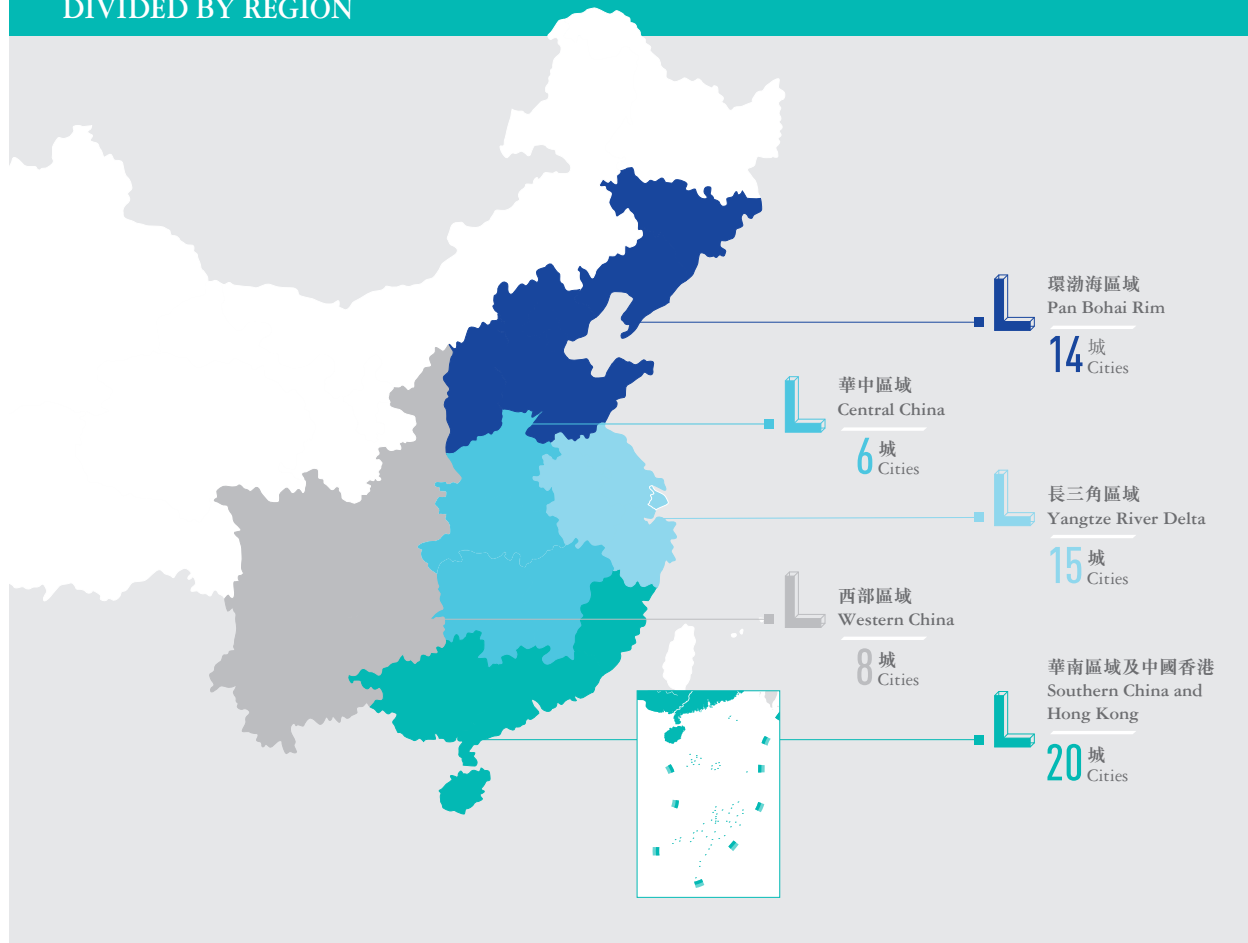 DIVIDED BY REGION
環渤海區域
Pan Bohai Rim
14 城
Cities
華中區域
Central China
6 城
Cities
長三角區域
Yangtze River Delta
15 城
Cities
西部區域
Western China
8 城
Cities
華南區域及中國香港
Southern China and
Hong Kong
20 城
Cities